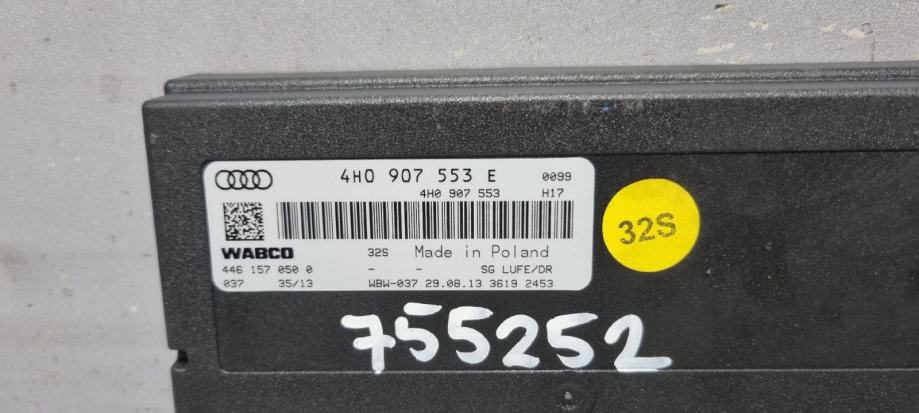 4H0 907 553 E 0099
4H0 907 553 H17
WABCO 32S Made in Poland
446 157 050 0 - - SG LUFE/DR
037 35/13 WBW-037 29.08.13 3619 2453
32S
755252